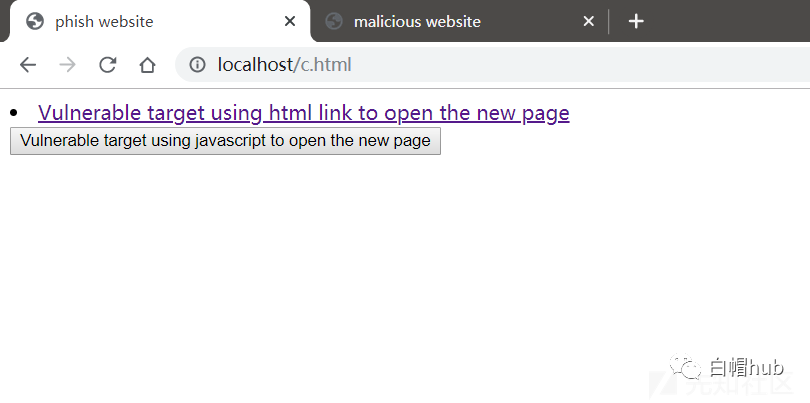 phish website
malicious website
localhost/c.html
Vulnerable target using html link to open the new page
Vulnerable target using javascript to open the new page
白帽hub
先知社区